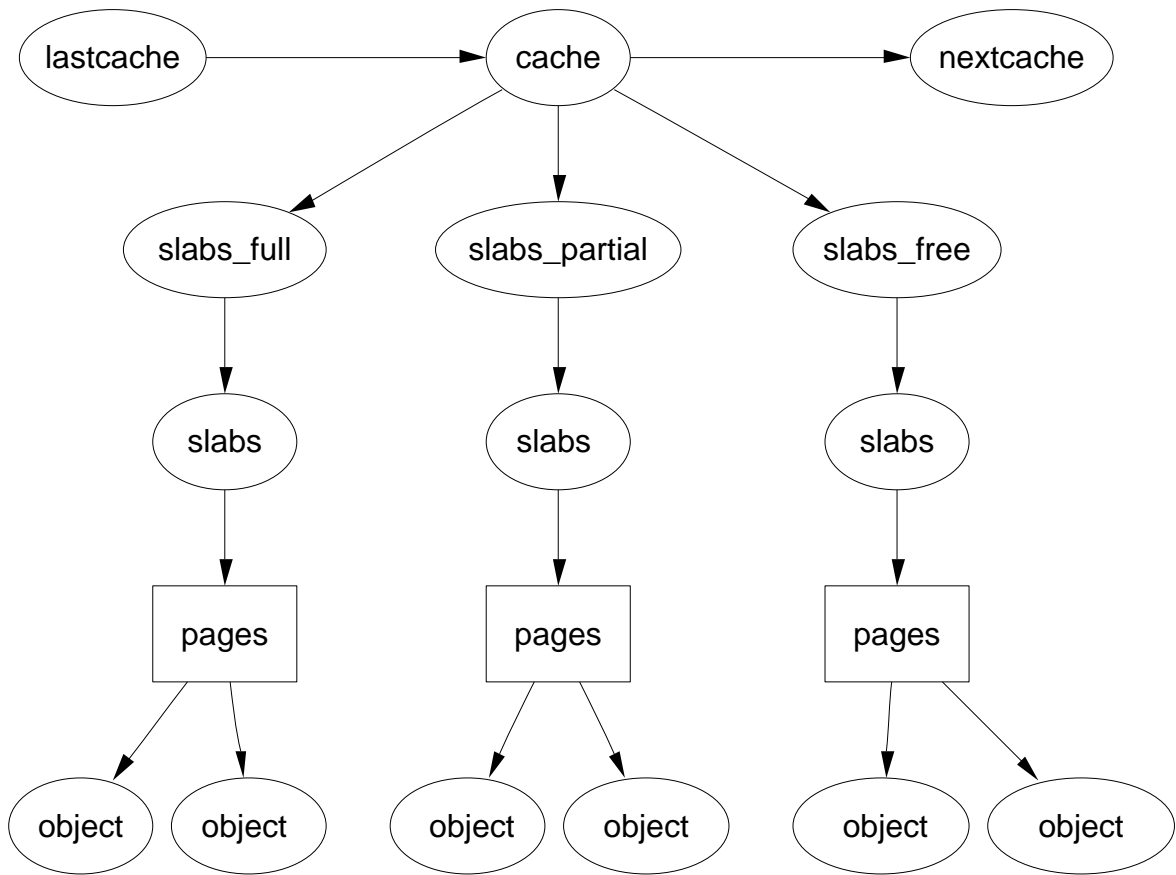 lastcache
cache
nextcache
slabs_full
slabs_partial
slabs_free
slabs
slabs
slabs
pages
pages
pages
object
object
object
object
object
object